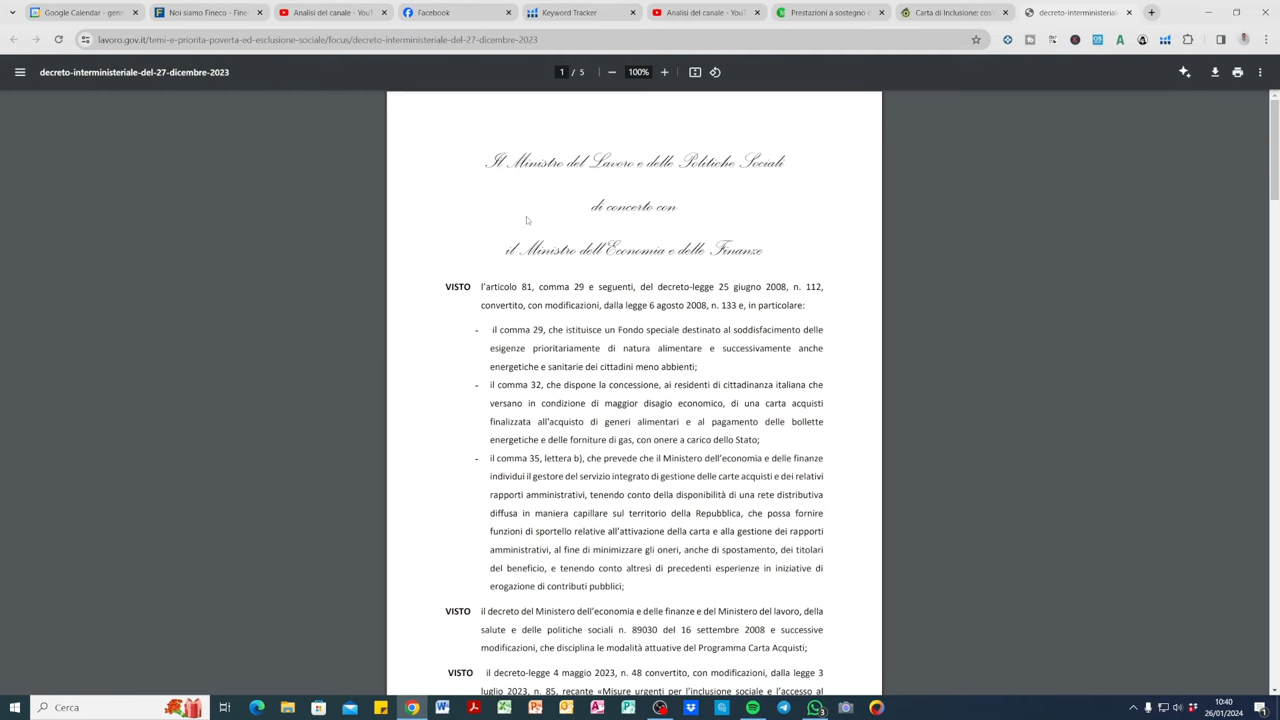 Google Calendar - gene
Noi siamo Fineco - Finec
Analisi del canale - YouT
Facebook
Keyword Tracker
Analisi del canale - YouT
Prestazioni a sostegno d
Carta di Inclusione: cos'
decreto-interministeriale
lavoro.gov.it/temi-e-priorita-poverta-ed-esclusione-sociale/focus/decreto-interministeriale-del-27-dicembre-2023
decreto-interministeriale-del-27-dicembre-2023
1 / 5
100%
Il Ministro del Lavoro e delle Politiche Sociali
di concerto con
il Ministro dell'Economia e delle Finanze
VISTO l'articolo 81, comma 29 e seguenti, del decreto-legge 25 giugno 2008, n. 112,
convertito, con modificazioni, dalla legge 6 agosto 2008, n. 133 e, in particolare:
- il comma 29, che istituisce un Fondo speciale destinato al soddisfacimento delle
esigenze prioritariamente di natura alimentare e successivamente anche
energetiche e sanitarie dei cittadini meno abbienti;
- il comma 32, che dispone la concessione, ai residenti di cittadinanza italiana che
versano in condizione di maggior disagio economico, di una carta acquisti
finalizzata all'acquisto di generi alimentari e al pagamento delle bollette
energetiche e delle forniture di gas, con onere a carico dello Stato;
- il comma 35, lettera b), che prevede che il Ministero dell'economia e delle finanze
individui il gestore del servizio integrato di gestione delle carte acquisti e dei relativi
rapporti amministrativi, tenendo conto della disponibilità di una rete distributiva
diffusa in maniera capillare sul territorio della Repubblica, che possa fornire
funzioni di sportello relative all'attivazione della carta e alla gestione dei rapporti
amministrativi, al fine di minimizzare gli oneri, anche di spostamento, dei titolari
del beneficio, e tenendo conto altresì di precedenti esperienze in iniziative di
erogazione di contributi pubblici;
VISTO il decreto del Ministero dell'economia e delle finanze e del Ministero del lavoro, della
salute e delle politiche sociali n. 89030 del 16 settembre 2008 e successive
modificazioni, che disciplina le modalità attuative del Programma Carta Acquisti;
VISTO il decreto-legge 4 maggio 2023, n. 48 convertito, con modificazioni, dalla legge 3
luglio 2023, n. 85, recante «Misure urgenti per l'inclusione sociale e l'accesso al
Cerca
10:40
26/01/2024